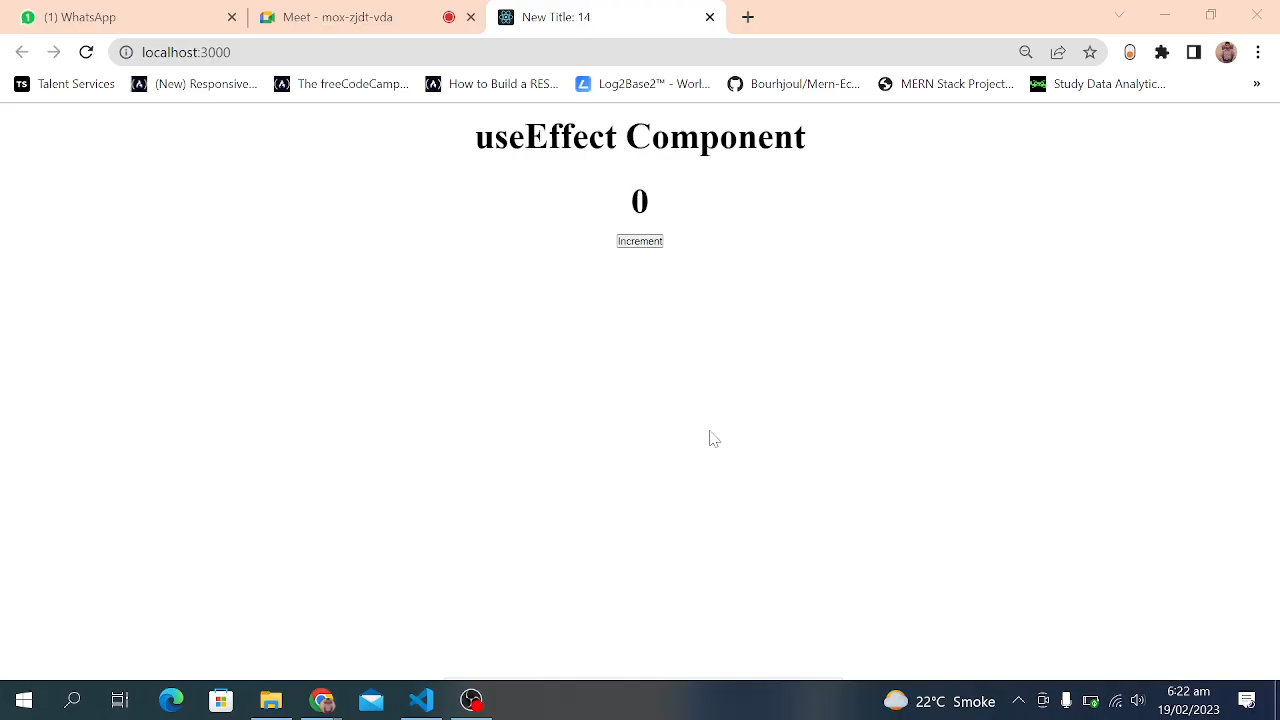 (1) WhatsApp
Meet - mox-zjdt-vda
New Title: 14
localhost:3000
TS Talent Services
(New) Responsive...
The freeCodeCamp...
How to Build a RES...
Log2Base2™ - Worl...
Bourhjoul/Mern-Ec...
MERN Stack Project...
Study Data Analytic...
»
useEffect Component
0
Increment
22°C Smoke
6:22 am
19/02/2023